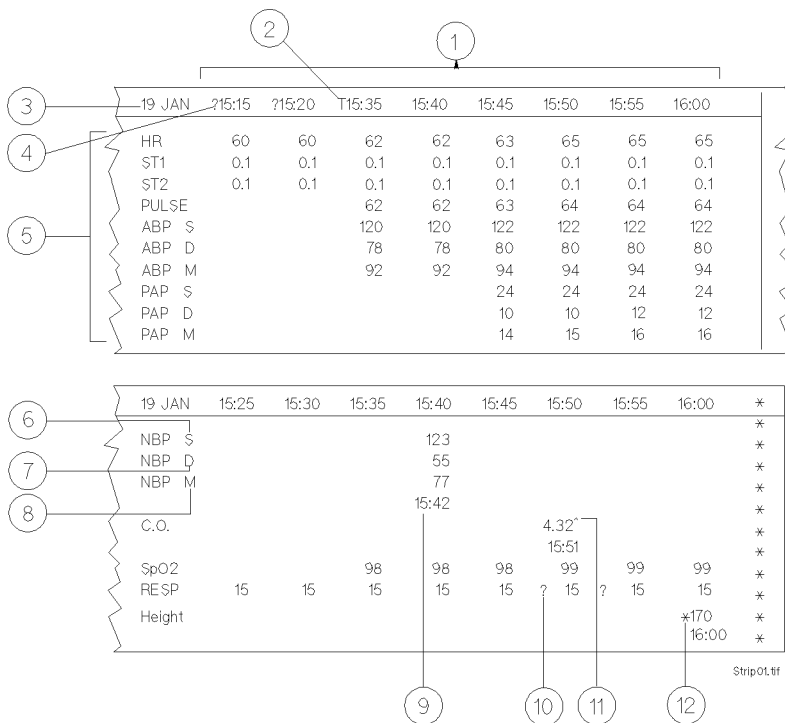 2 1
3 19 JAN ?15:15 ?15:20 T15:35 15:40 15:45 15:50 15:55 16:00
4 HR 60 60 62 62 63 65 65 65
ST1 0.1 0.1 0.1 0.1 0.1 0.1 0.1 0.1
ST2 0.1 0.1 0.1 0.1 0.1 0.1 0.1 0.1
PULSE 62 62 63 64 64 64
5 ABP S 120 120 122 122 122 122
ABP D 78 78 80 80 80 80
ABP M 92 92 94 94 94 94
PAP S 24 24 24 24
PAP D 10 10 12 12
PAP M 14 15 16 16
19 JAN 15:25 15:30 15:35 15:40 15:45 15:50 15:55 16:00 *
6 *
NBP S 123 *
7 NBP D 55 *
8 NBP M 77 *
15:42 *
C.O. 4.32^ *
15:51 *
SpO2 98 98 98 99 99 99 *
RESP 15 15 15 15 15 ? 15 ? 15 15 *
Height *170 *
16:00 *
Strip01.tif
9 10 11 12